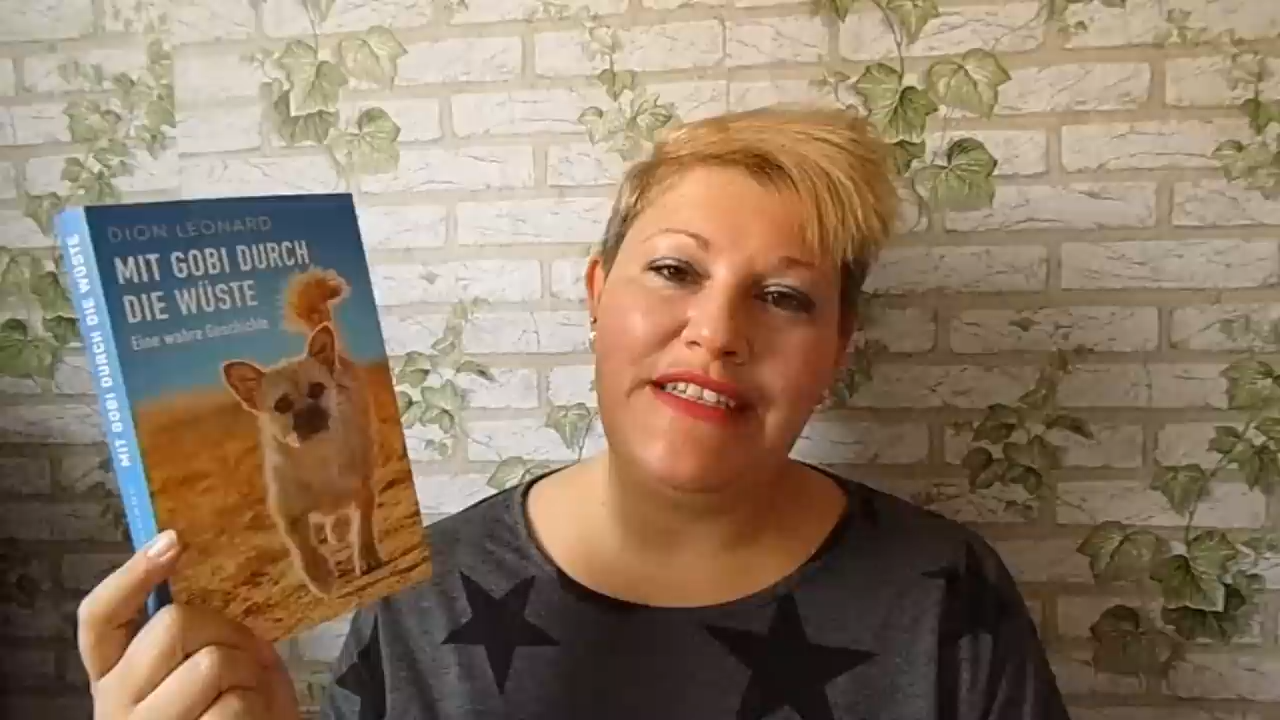 DION LEONARD
MIT GOBI DURCH
DIE WÜSTE
Eine wahre Geschichte
MIT GOBI DURCH DIE WÜSTE